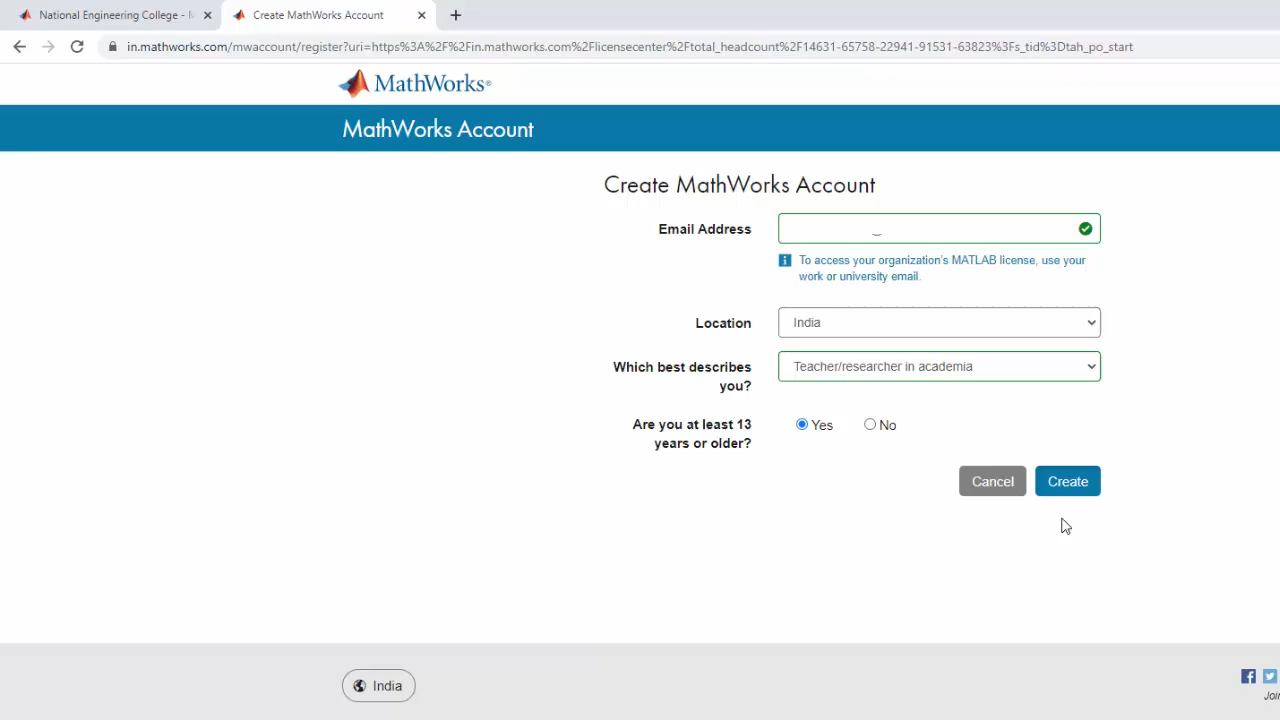 National Engineering College -
Create MathWorks Account
in.mathworks.com/mwaccount/register?uri=https%3A%2F%2Fin.mathworks.com%2Flicensecenter%2Ftotal_headcount%2F14631-65758-22941-91531-63823%3Fs_tid%3Dtah_po_start
MathWorks®
MathWorks Account
Create MathWorks Account
Email Address
To access your organization's MATLAB license, use your
work or university email.
Location
India
Which best describes
you?
Teacher/researcher in academia
Are you at least 13
years or older?
Yes
No
Cancel
Create
India